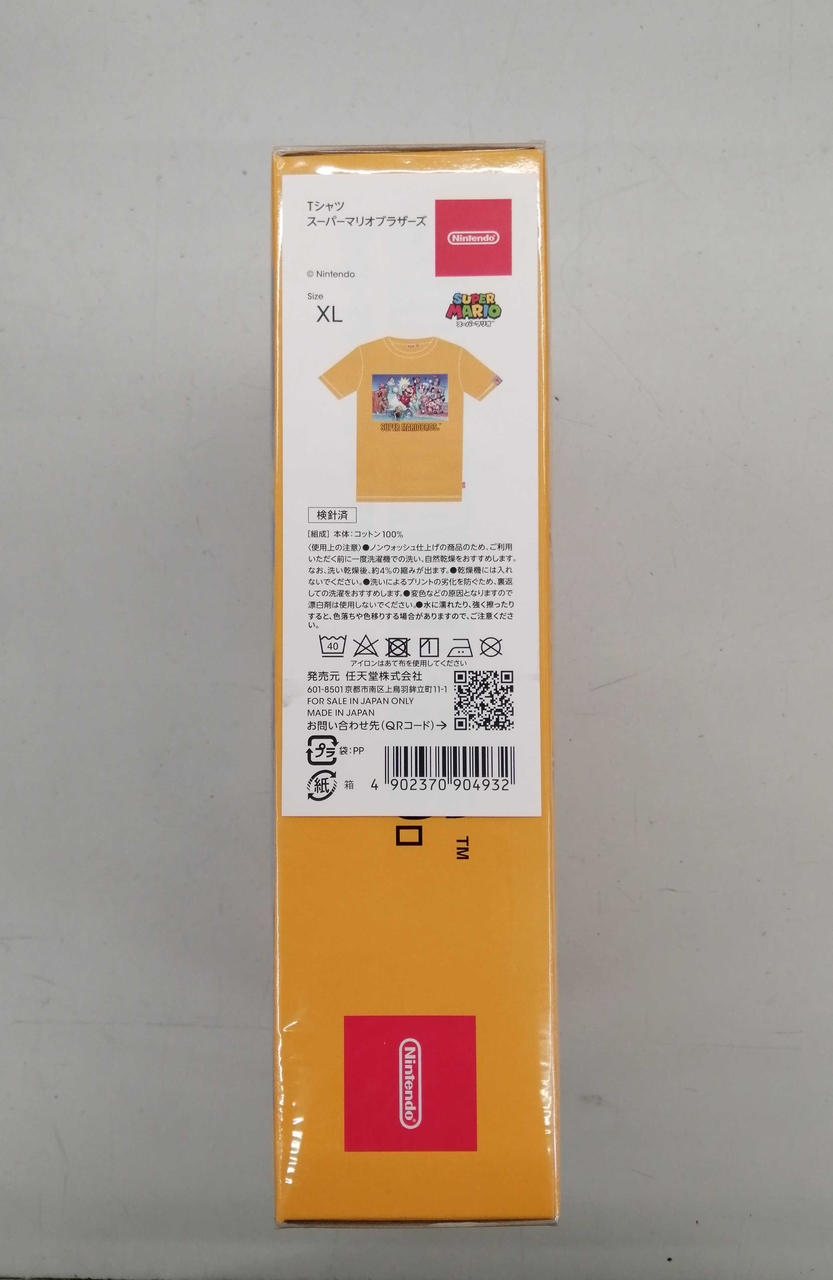 Tシャツ
スーパーマリオブラザーズ
Nintendo
© Nintendo
Size
XL
SUPER
MARIO
スーパーマリオ™
SUPER MARIO BROS.™
検針済
[組成] 本体:コットン100%
〈使用上の注意〉●ノンウォッシュ仕上げの商品のため、ご利用
いただく前に一度洗濯機での洗い、自然乾燥をおすすめします。
なお、洗い乾燥後、約4%の縮みが出ます。●乾燥機には入れ
ないでください。●洗いによるプリントの劣化を防ぐため、裏返
しての洗濯をおすすめします。●変色などの原因となりますので
漂白剤は使用しないでください。●水に濡れたり、強く擦ったり
すると、色落ちや色移りする場合がありますので、ご注意ください。
40
アイロンはあて布を使用してください
発売元 任天堂株式会社
601-8501 京都市南区上鳥羽鉾立町11-1
FOR SALE IN JAPAN ONLY
MADE IN JAPAN
お問い合わせ先(QRコード)→
プラ 袋:PP
紙 箱
4 902370 904932
TM
Nintendo